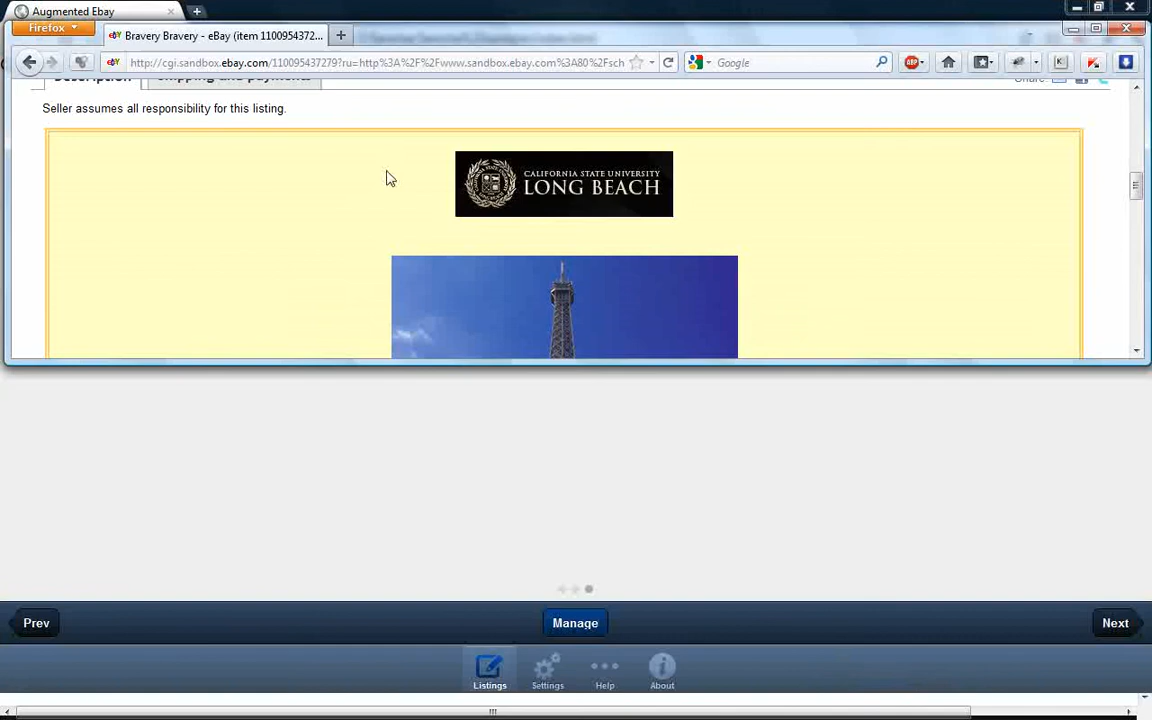 Augmented Ebay
Firefox
Bravery Bravery - eBay (item 1100954372...
http://cgi.sandbox.ebay.com/110095437279?ru=http%3A%2F%2Fwww.sandbox.ebay.com%3A80%2Fsch
Google
ABP
K
Description
Shipping and payments
Share:
Seller assumes all responsibility for this listing.
CALIFORNIA STATE UNIVERSITY
LONG BEACH
Prev
Manage
Next
Listings
Settings
Help
About